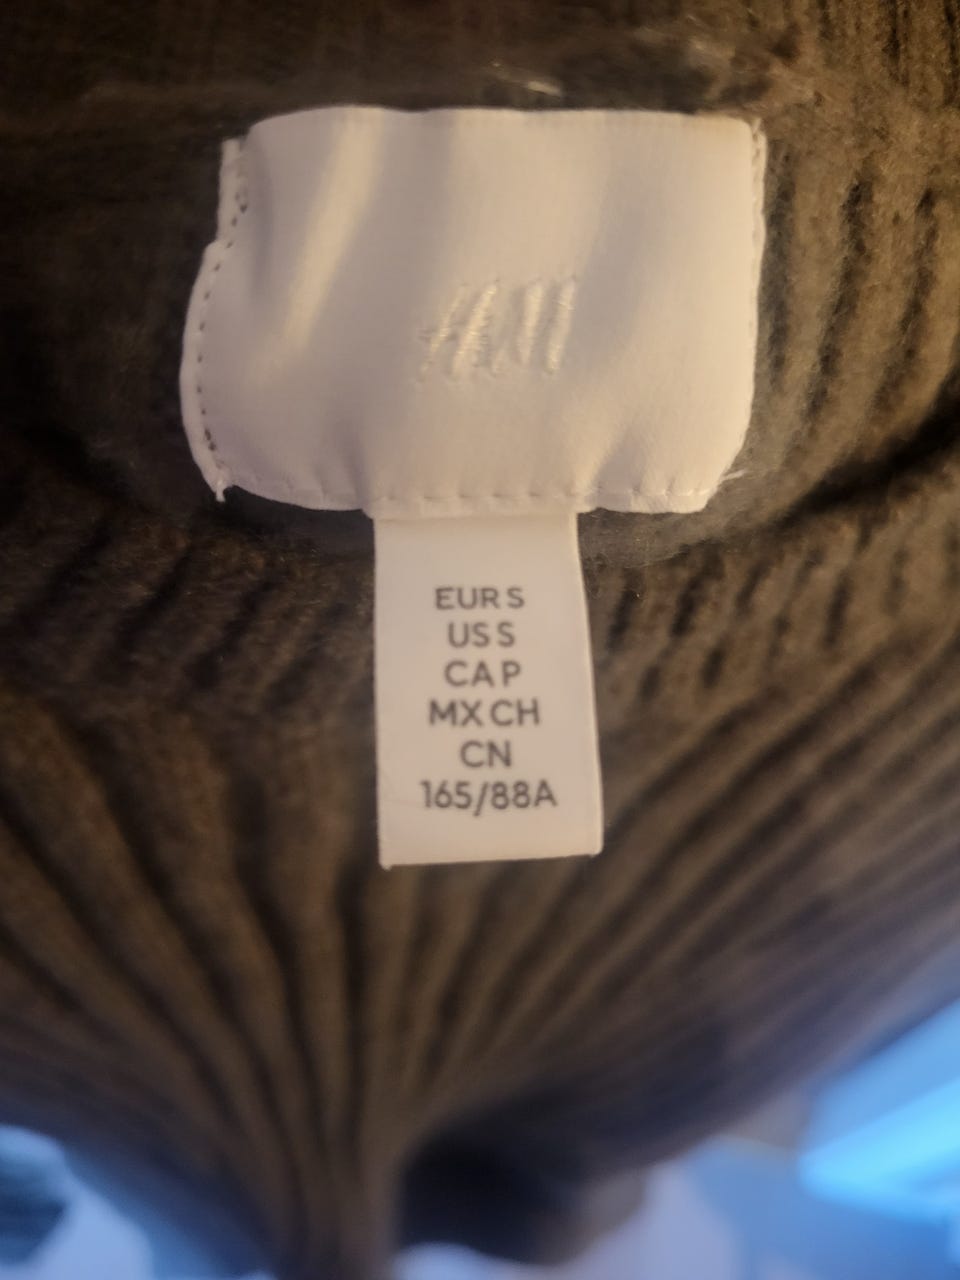 H&M
EUR S
US S
CA P
MX CH
CN
165/88A